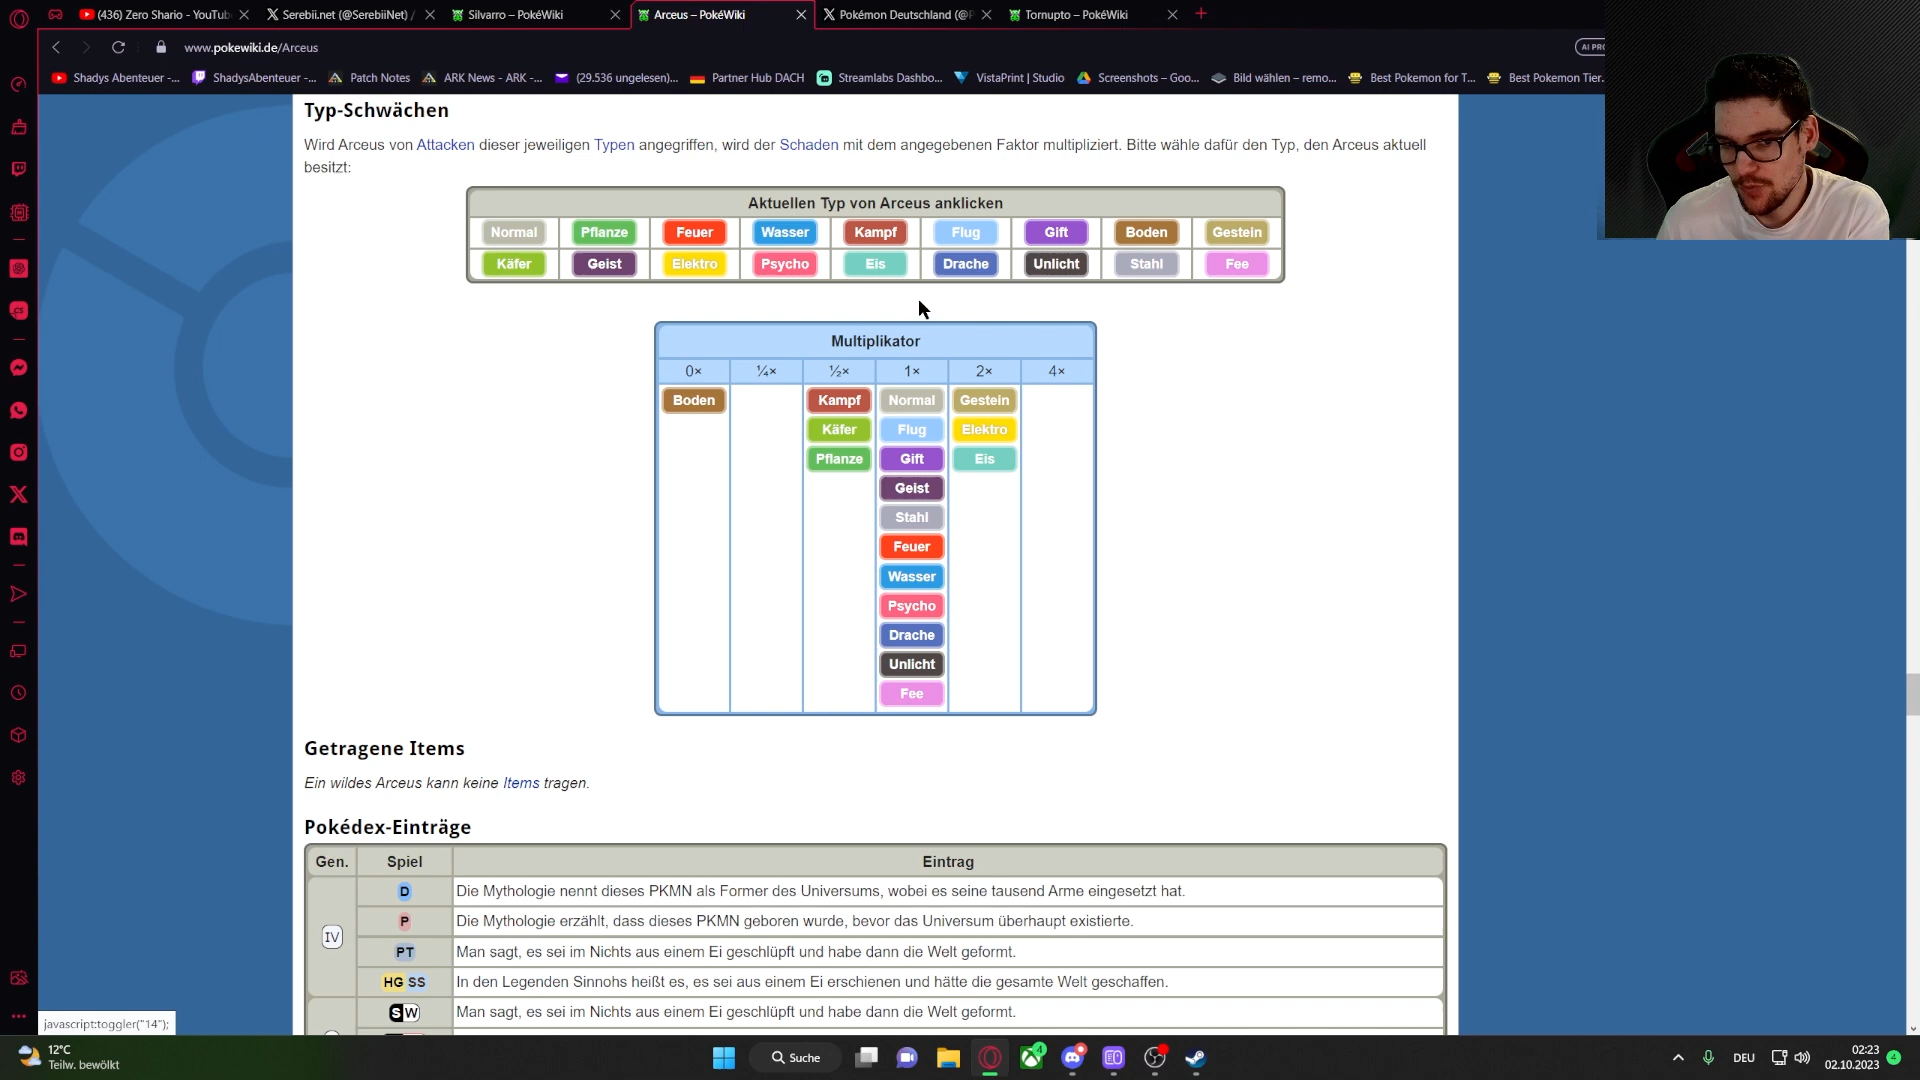 (436) Zero Shario - YouTub
Serebii.net (@SerebiiNet) /
Silvarro – PokéWiki
Arceus – PokéWiki
Pokémon Deutschland (@P
Tornupto – PokéWiki
www.pokewiki.de/Arceus
AI PRO
Shadys Abenteuer -...
ShadysAbenteuer -...
Patch Notes
ARK News - ARK -...
(29.536 ungelesen)...
Partner Hub DACH
Streamlabs Dashbo...
VistaPrint | Studio
Screenshots – Goo...
Bild wählen – remo...
Best Pokemon for T...
Best Pokemon Tier...
Typ-Schwächen
Wird Arceus von Attacken dieser jeweiligen Typen angegriffen, wird der Schaden mit dem angegebenen Faktor multipliziert. Bitte wähle dafür den Typ, den Arceus aktuell
besitzt:
Aktuellen Typ von Arceus anklicken
Normal Pflanze Feuer Wasser Kampf Flug Gift Boden Gestein
Käfer Geist Elektro Psycho Eis Drache Unlicht Stahl Fee
Multiplikator
0× ¼× ½× 1× 2× 4×
Boden Kampf Normal Gestein
Käfer Flug Elektro
Pflanze Gift Eis
Geist
Stahl
Feuer
Wasser
Psycho
Drache
Unlicht
Fee
Getragene Items
Ein wildes Arceus kann keine Items tragen.
Pokédex-Einträge
Gen. Spiel Eintrag
IV
D Die Mythologie nennt dieses PKMN als Former des Universums, wobei es seine tausend Arme eingesetzt hat.
P Die Mythologie erzählt, dass dieses PKMN geboren wurde, bevor das Universum überhaupt existierte.
PT Man sagt, es sei im Nichts aus einem Ei geschlüpft und habe dann die Welt geformt.
HG SS In den Legenden Sinnohs heißt es, es sei aus einem Ei erschienen und hätte die gesamte Welt geschaffen.
S W Man sagt, es sei im Nichts aus einem Ei geschlüpft und habe dann die Welt geformt.
javascript:toggler("14");
12°C
Teilw. bewölkt
Suche
4
DEU
02:23
02.10.2023
4